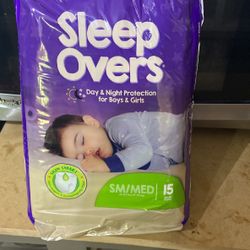 Sleep
Overs
Day & Night Protection
for Boys & Girls
SM/MED
15